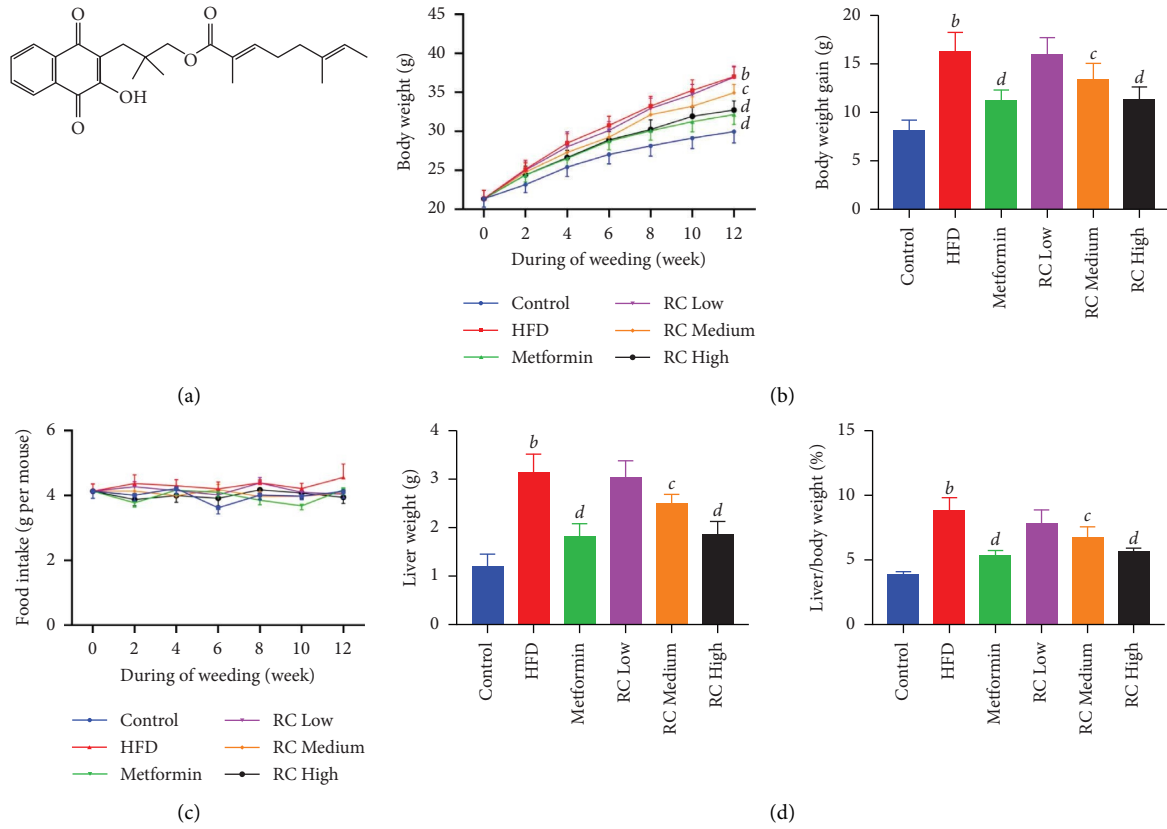 (a)
O
O
O
O
OH
Body weight (g)
45
40
35
30
25
20
0 2 4 6 8 10 12
b
c
d
d
During of weeding (week)
Control
HFD
Metformin
RC Low
RC Medium
RC High
Body weight gain (g)
20
15
10
5
0
b
d
c
d
Control
HFD
Metformin
RC Low
RC Medium
RC High
(b)
Food intake (g per mouse)
6
4
2
0
0 2 4 6 8 10 12
During of weeding (week)
Control
HFD
Metformin
RC Low
RC Medium
RC High
(c)
Liver weight (g)
4
3
2
1
0
b
d
c
d
Control
HFD
Metformin
RC Low
RC Medium
RC High
Liver/body weight (%)
15
10
5
0
b
d
c
d
Control
HFD
Metformin
RC Low
RC Medium
RC High
(d)